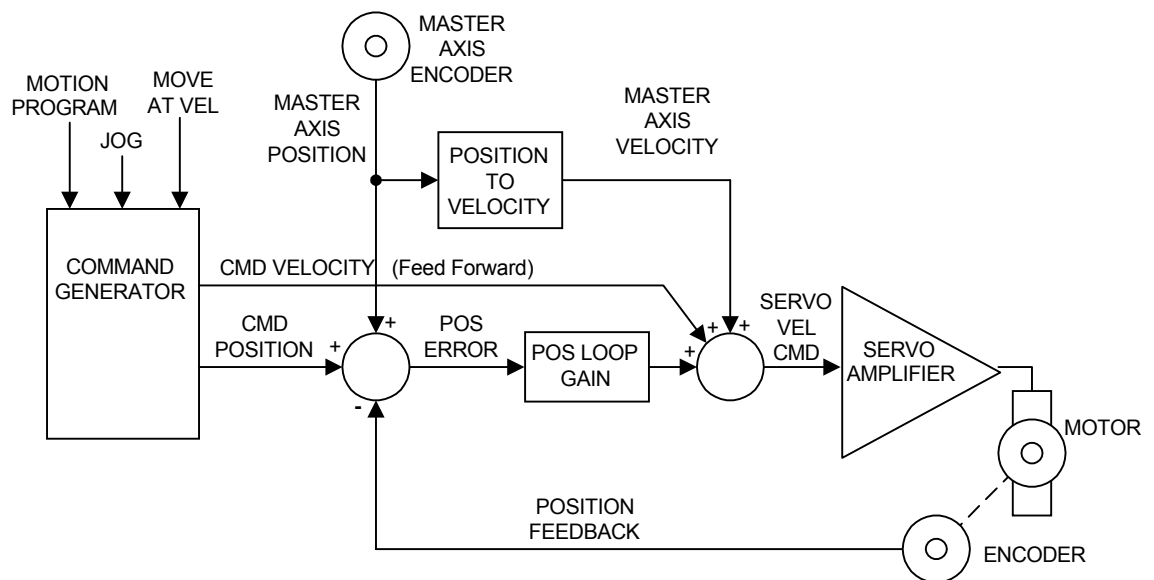 MASTER
AXIS
ENCODER
MOTION
PROGRAM
JOG
MOVE
AT VEL
MASTER
AXIS
POSITION
MASTER
AXIS
VELOCITY
POSITION
TO
VELOCITY
COMMAND
GENERATOR
CMD VELOCITY (Feed Forward)
CMD
POSITION
+
+
-
POS
ERROR
POS LOOP
GAIN
+
+
+
SERVO
VEL
CMD
SERVO
AMPLIFIER
MOTOR
POSITION
FEEDBACK
ENCODER